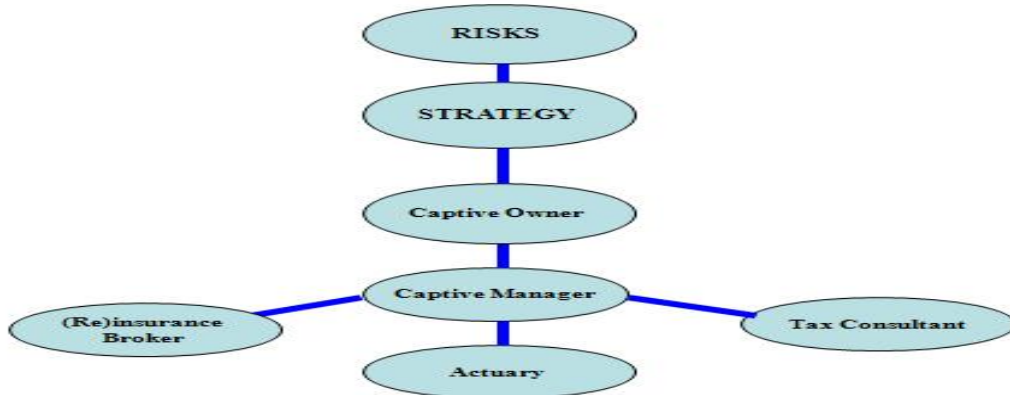 RISKS
STRATEGY
Captive Owner
Captive Manager
(Re)insurance
Broker
Tax Consultant
Actuary